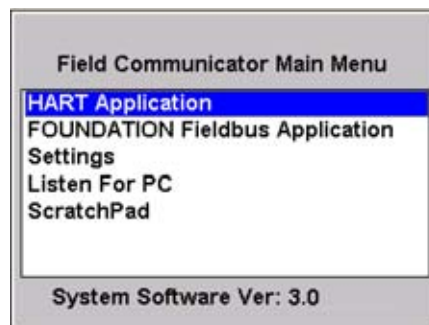 Field Communicator Main Menu
HART Application
FOUNDATION Fieldbus Application
Settings
Listen For PC
ScratchPad
System Software Ver: 3.0